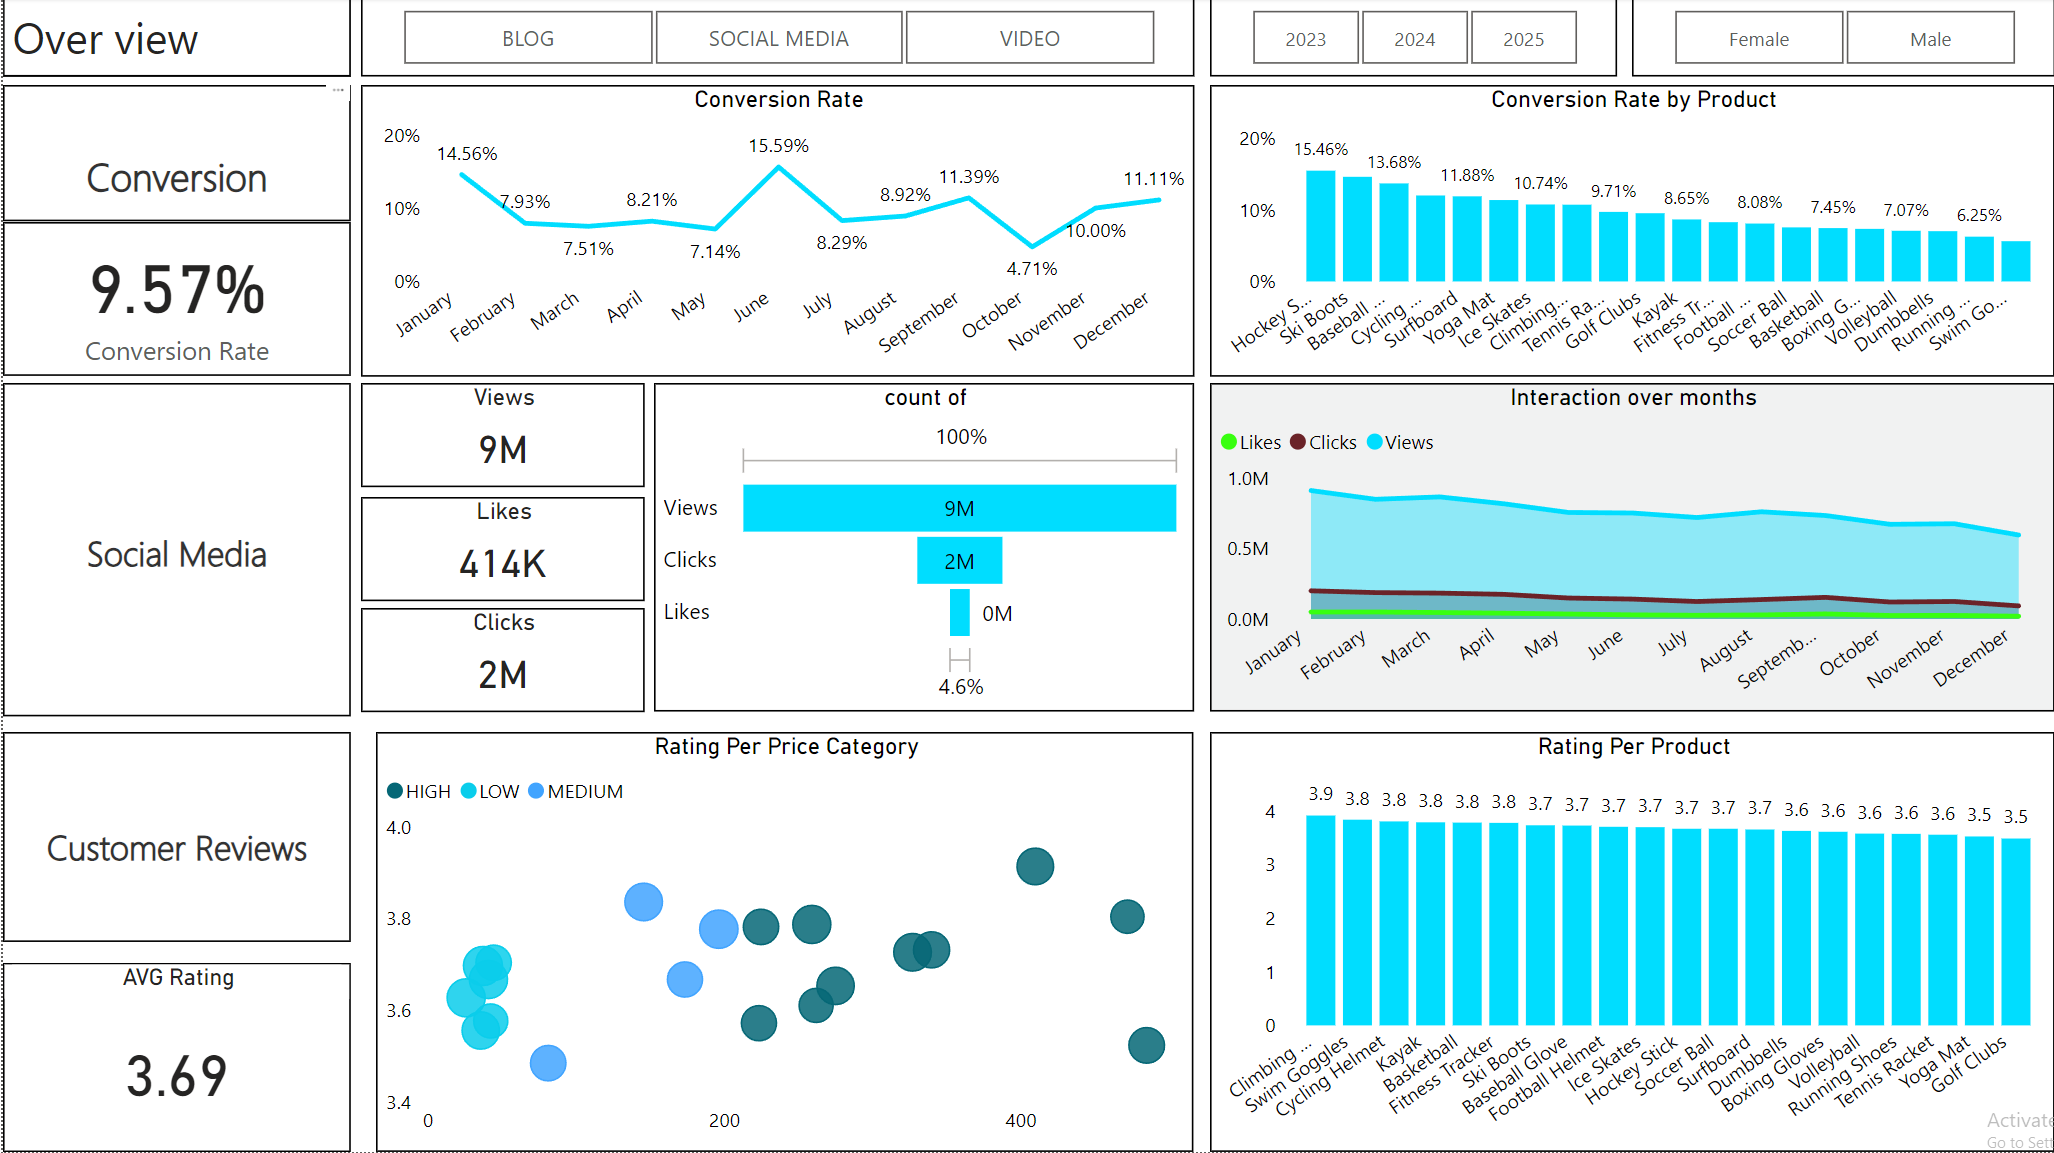 Over view
BLOG
SOCIAL MEDIA
VIDEO
2023
2024
2025
Female
Male
Conversion
9.57%
Conversion Rate
Conversion Rate
20%
10%
0%
14.56%
7.93%
7.51%
8.21%
7.14%
15.59%
8.29%
8.92%
11.39%
4.71%
10.00%
11.11%
January
February
March
April
May
June
July
August
September
October
November
December
Conversion Rate by Product
20%
10%
0%
15.46%
13.68%
11.88%
10.74%
9.71%
8.65%
8.08%
7.45%
7.07%
6.25%
Hockey S...
Ski Boots
Baseball ...
Cycling ...
Surfboard
Yoga Mat
Ice Skates
Climbing...
Tennis Ra...
Golf Clubs
Kayak
Fitness Tr...
Football ...
Soccer Ball
Basketball
Boxing G...
Volleyball
Dumbbells
Running ...
Swim Go...
Social Media
Views
9M
Likes
414K
Clicks
2M
count of
100%
Views
9M
Clicks
2M
Likes
0M
4.6%
Interaction over months
Likes
Clicks
Views
1.0M
0.5M
0.0M
January
February
March
April
May
June
July
August
Septemb...
October
November
December
Customer Reviews
AVG Rating
3.69
Rating Per Price Category
HIGH
LOW
MEDIUM
4.0
3.8
3.6
3.4
0
200
400
Rating Per Product
4
3
2
1
0
3.9
3.8
3.8
3.8
3.8
3.8
3.7
3.7
3.7
3.7
3.7
3.7
3.7
3.6
3.6
3.6
3.6
3.6
3.5
3.5
Climbing ...
Swim Goggles
Cycling Helmet
Kayak
Basketball
Fitness Tracker
Ski Boots
Baseball Glove
Football Helmet
Ice Skates
Hockey Stick
Soccer Ball
Surfboard
Dumbbells
Boxing Gloves
Volleyball
Running Shoes
Tennis Racket
Yoga Mat
Golf Clubs
Activate
Go to Sett